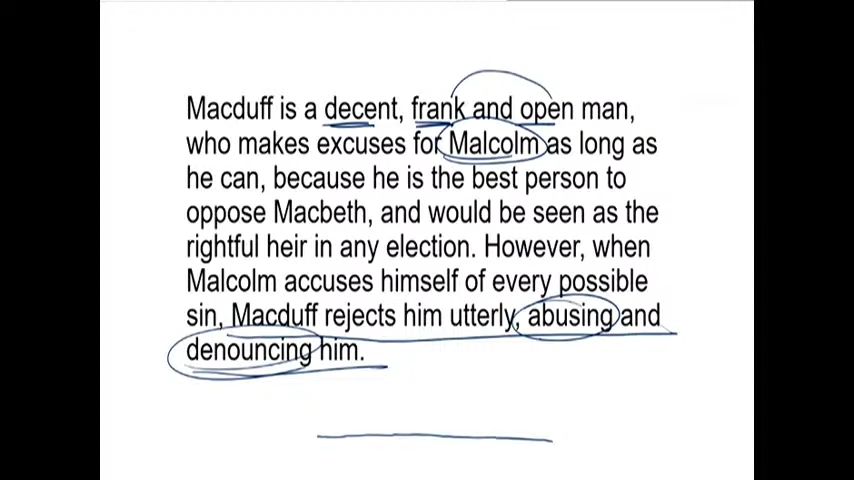 Macduff is a decent, frank and open man,
who makes excuses for Malcolm as long as
he can, because he is the best person to
oppose Macbeth, and would be seen as the
rightful heir in any election. However, when
Malcolm accuses himself of every possible
sin, Macduff rejects him utterly, abusing and
denouncing him.